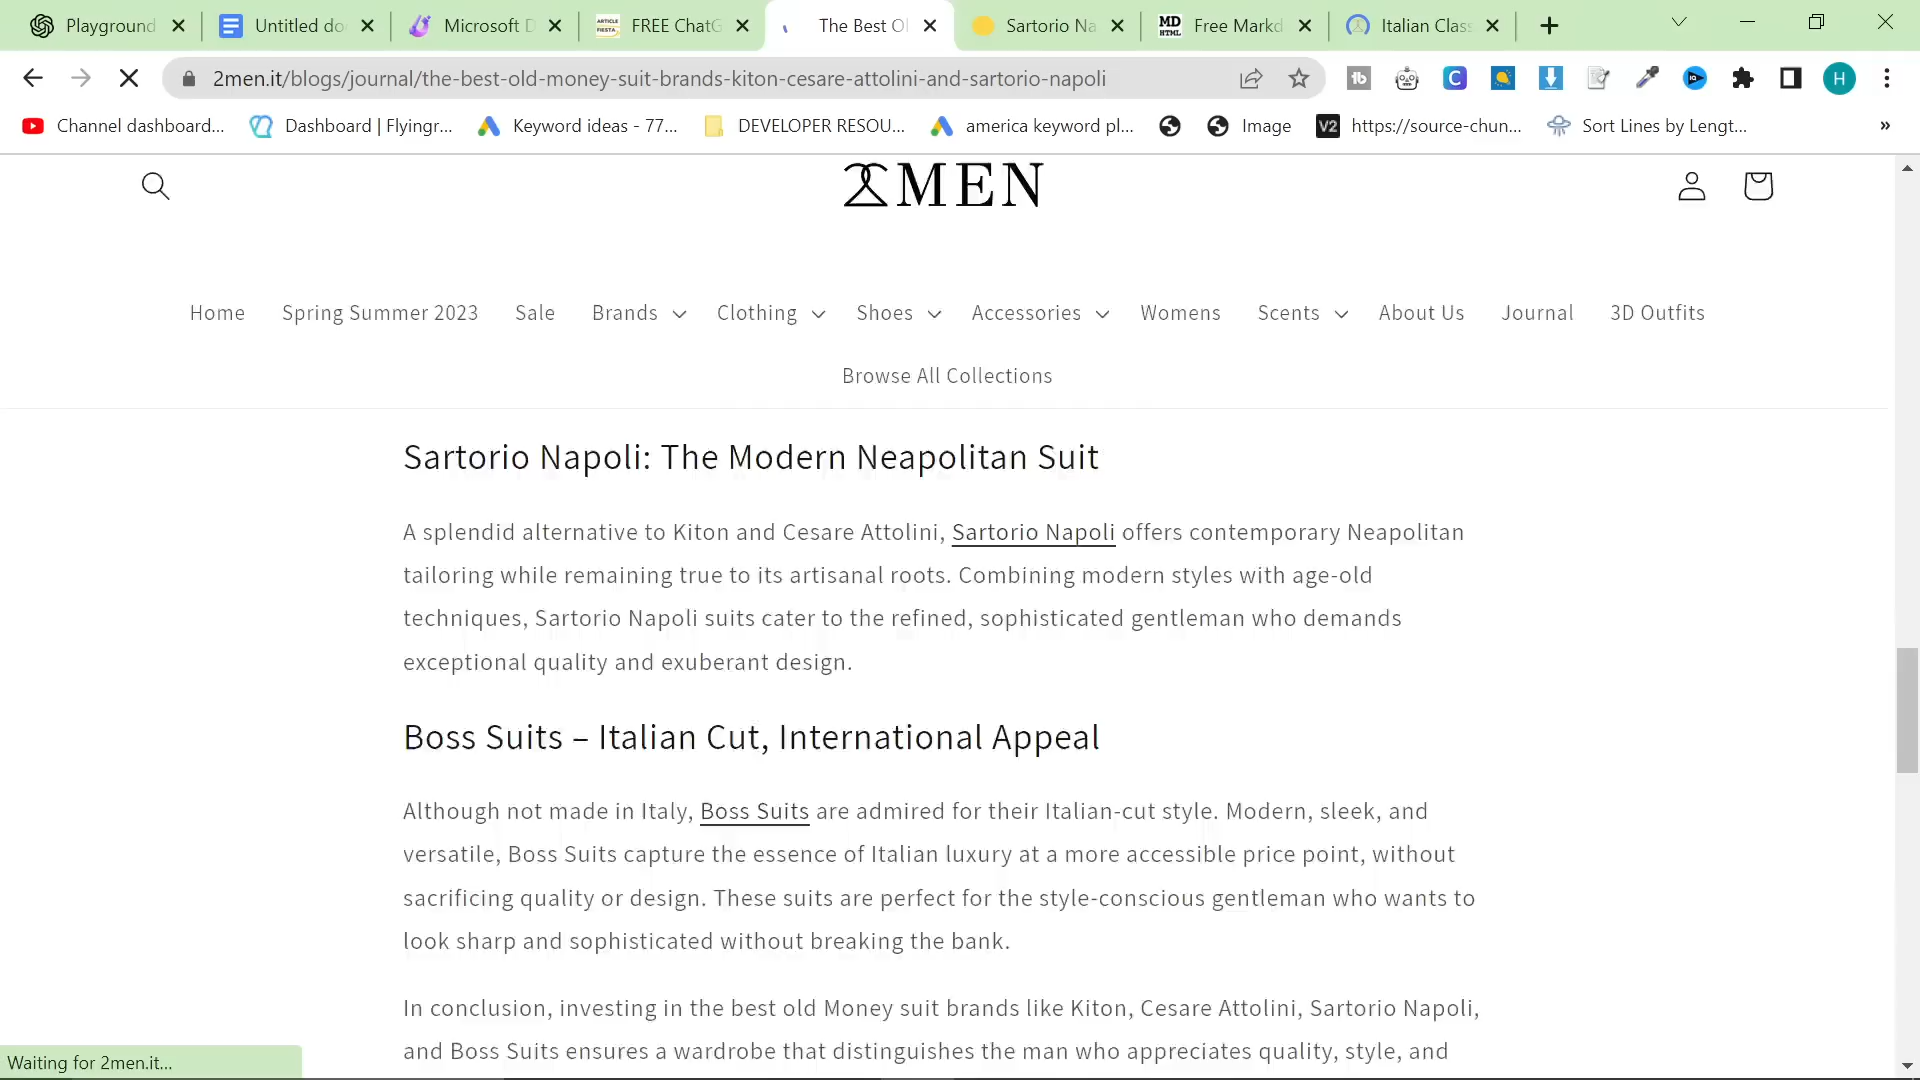 Playground
Untitled do
Microsoft D
FREE ChatG
The Best Ol
Sartorio Na
Free Markd
Italian Class
2men.it/blogs/journal/the-best-old-money-suit-brands-kiton-cesare-attolini-and-sartorio-napoli
Channel dashboard...
Dashboard | Flyingr...
Keyword ideas - 77...
DEVELOPER RESOU...
america keyword pl...
Image
https://source-chun...
Sort Lines by Lengt...
»
2MEN
Home
Spring Summer 2023
Sale
Brands
Clothing
Shoes
Accessories
Womens
Scents
About Us
Journal
3D Outfits
Browse All Collections
Sartorio Napoli: The Modern Neapolitan Suit
A splendid alternative to Kiton and Cesare Attolini, Sartorio Napoli offers contemporary Neapolitan
tailoring while remaining true to its artisanal roots. Combining modern styles with age-old
techniques, Sartorio Napoli suits cater to the refined, sophisticated gentleman who demands
exceptional quality and exuberant design.
Boss Suits – Italian Cut, International Appeal
Although not made in Italy, Boss Suits are admired for their Italian-cut style. Modern, sleek, and
versatile, Boss Suits capture the essence of Italian luxury at a more accessible price point, without
sacrificing quality or design. These suits are perfect for the style-conscious gentleman who wants to
look sharp and sophisticated without breaking the bank.
In conclusion, investing in the best old Money suit brands like Kiton, Cesare Attolini, Sartorio Napoli,
and Boss Suits ensures a wardrobe that distinguishes the man who appreciates quality, style, and
Waiting for 2men.it...